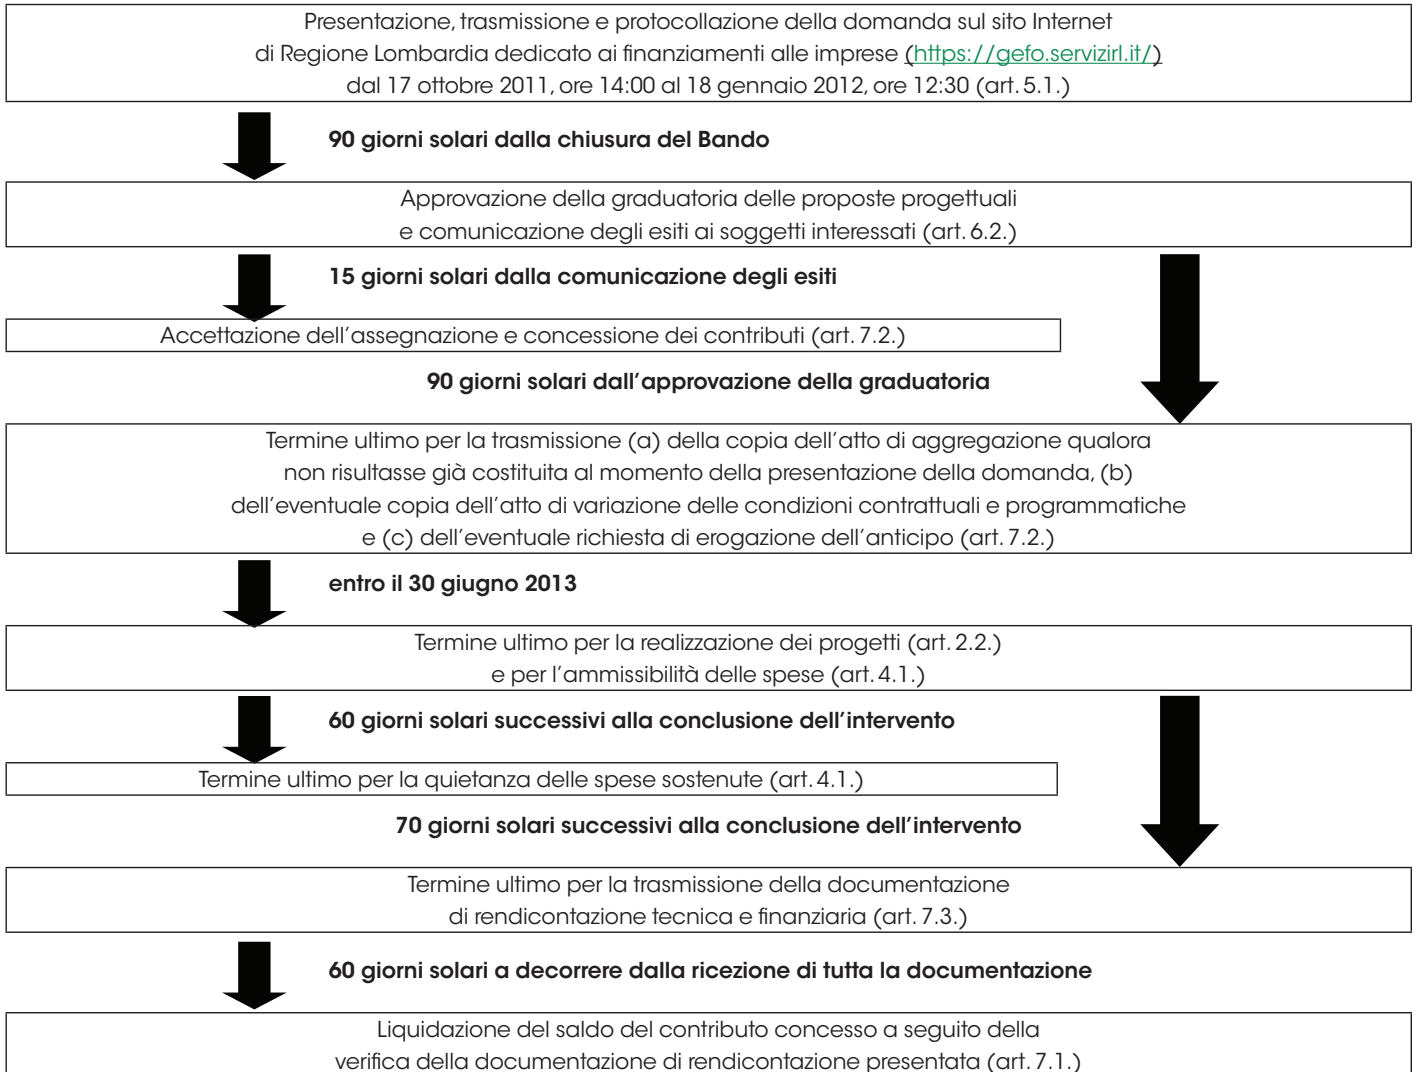 Presentazione, trasmissione e protocollazione della domanda sul sito Internet
di Regione Lombardia dedicato ai finanziamenti alle imprese (https://gefo.servizirl.it/)
dal 17 ottobre 2011, ore 14:00 al 18 gennaio 2012, ore 12:30 (art. 5.1.)
90 giorni solari dalla chiusura del Bando
Approvazione della graduatoria delle proposte progettuali
e comunicazione degli esiti ai soggetti interessati (art. 6.2.)
15 giorni solari dalla comunicazione degli esiti
Accettazione dell'assegnazione e concessione dei contributi (art. 7.2.)
90 giorni solari dall'approvazione della graduatoria
Termine ultimo per la trasmissione (a) della copia dell'atto di aggregazione qualora
non risultasse già costituita al momento della presentazione della domanda, (b)
dell'eventuale copia dell'atto di variazione delle condizioni contrattuali e programmatiche
e (c) dell'eventuale richiesta di erogazione dell'anticipo (art. 7.2.)
entro il 30 giugno 2013
Termine ultimo per la realizzazione dei progetti (art. 2.2.)
e per l'ammissibilità delle spese (art. 4.1.)
60 giorni solari successivi alla conclusione dell'intervento
Termine ultimo per la quietanza delle spese sostenute (art. 4.1.)
70 giorni solari successivi alla conclusione dell'intervento
Termine ultimo per la trasmissione della documentazione
di rendicontazione tecnica e finanziaria (art. 7.3.)
60 giorni solari a decorrere dalla ricezione di tutta la documentazione
Liquidazione del saldo del contributo concesso a seguito della
verifica della documentazione di rendicontazione presentata (art. 7.1.)